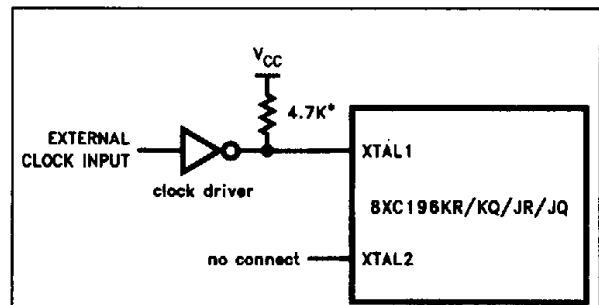 VCC
4.7K*
EXTERNAL
CLOCK INPUT
clock driver
XTAL1
8XC196KR/KQ/JR/JQ
no connect
XTAL2